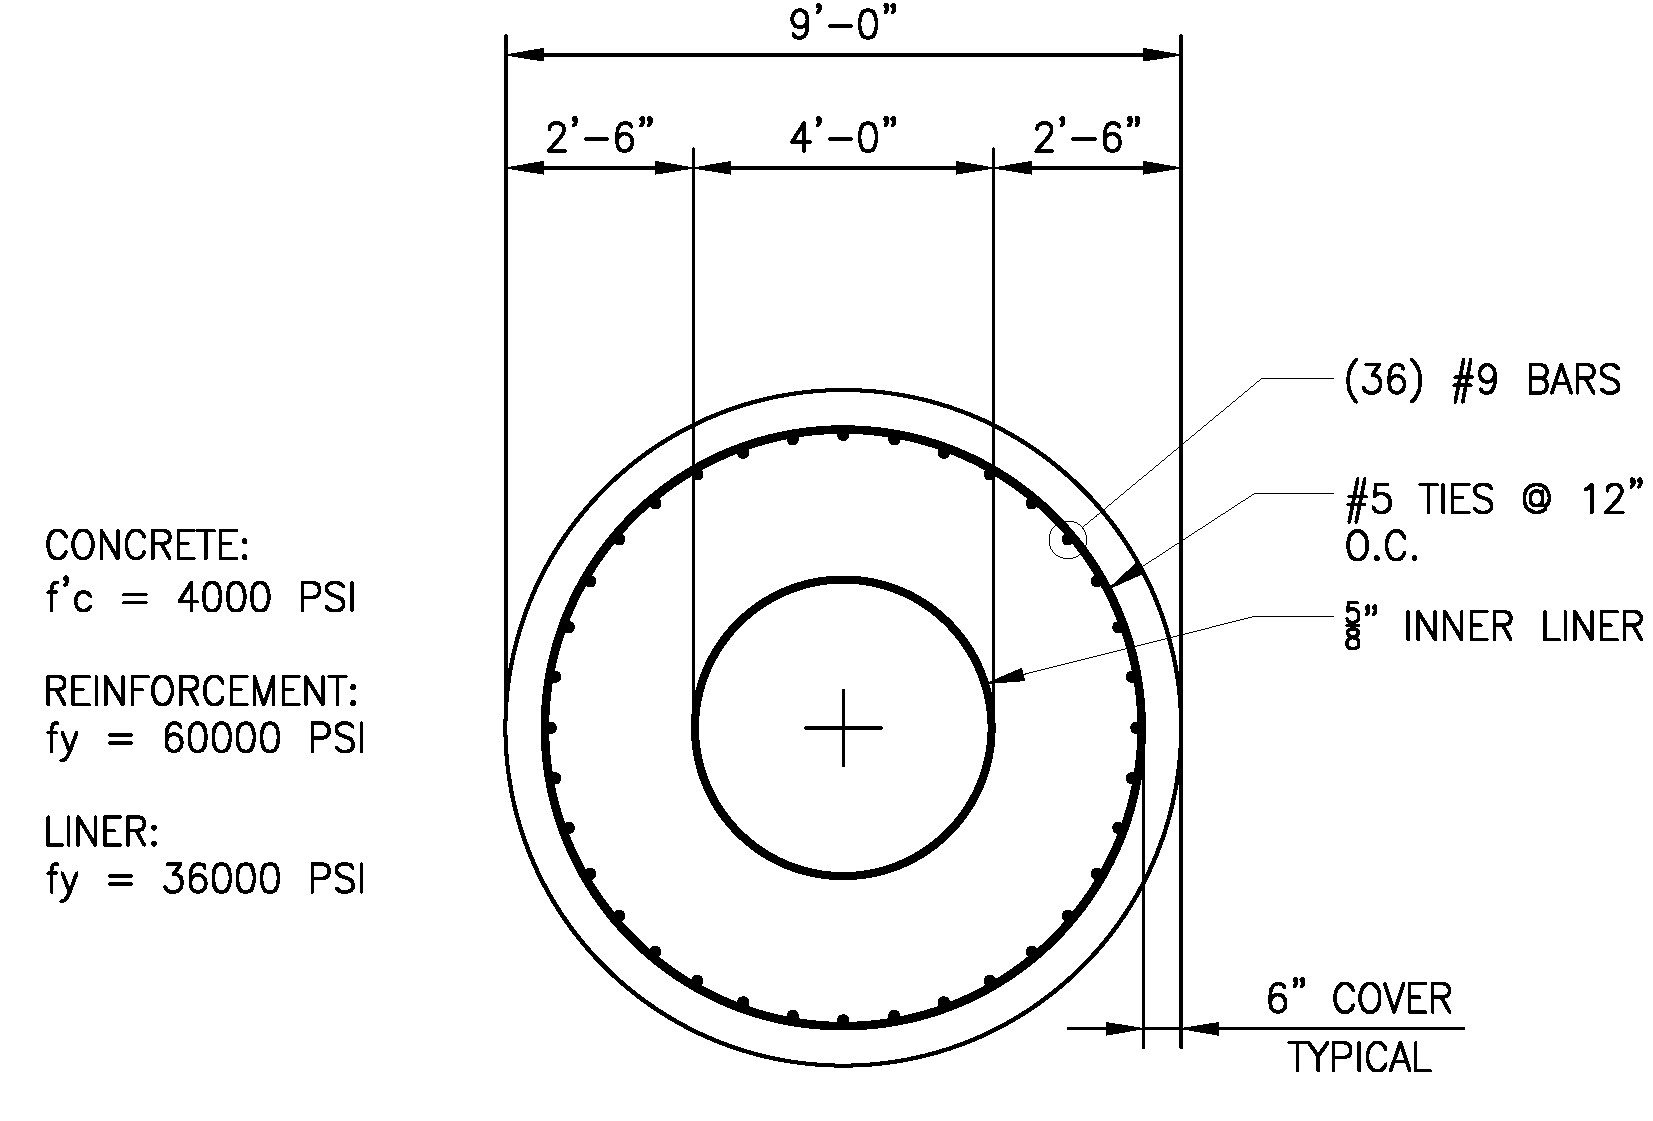 9'-0"
2'-6" 4'-0" 2'-6"
(36) #9 BARS
#5 TIES @ 12"
O.C.
5/8" INNER LINER
CONCRETE:
f'c = 4000 PSI
REINFORCEMENT:
fy = 60000 PSI
LINER:
fy = 36000 PSI
6" COVER
TYPICAL